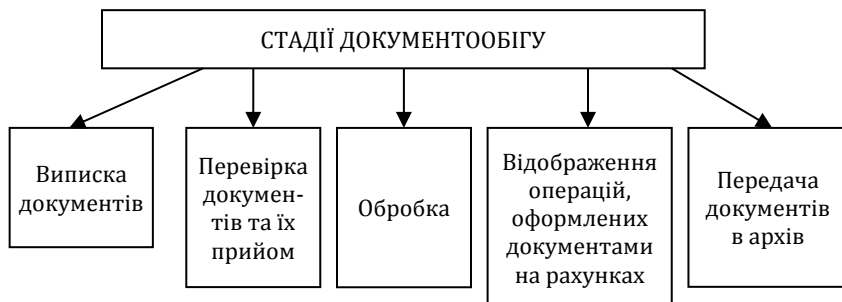 СТАДІЇ ДОКУМЕНТООБІГУ
Виписка
документів
Перевірка
докумен-
тів та їх
прийом
Обробка
Відображення
операцій,
оформлених
документами
на рахунках
Передача
документів
в архів